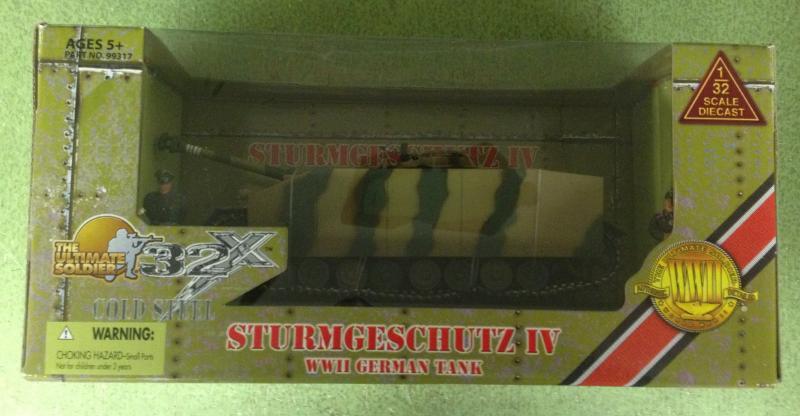 AGES 5+
PART NO. 99317
1
32
SCALE
DIECAST
STURMGESCHUTZ IV
THE
ULTIMATE
SOLDIER
32X
COLD STEEL
WWII
STURMGESCHUTZ IV
WWII GERMAN TANK
WARNING:
CHOKING HAZARD–Small Parts
Not for children under 3 years